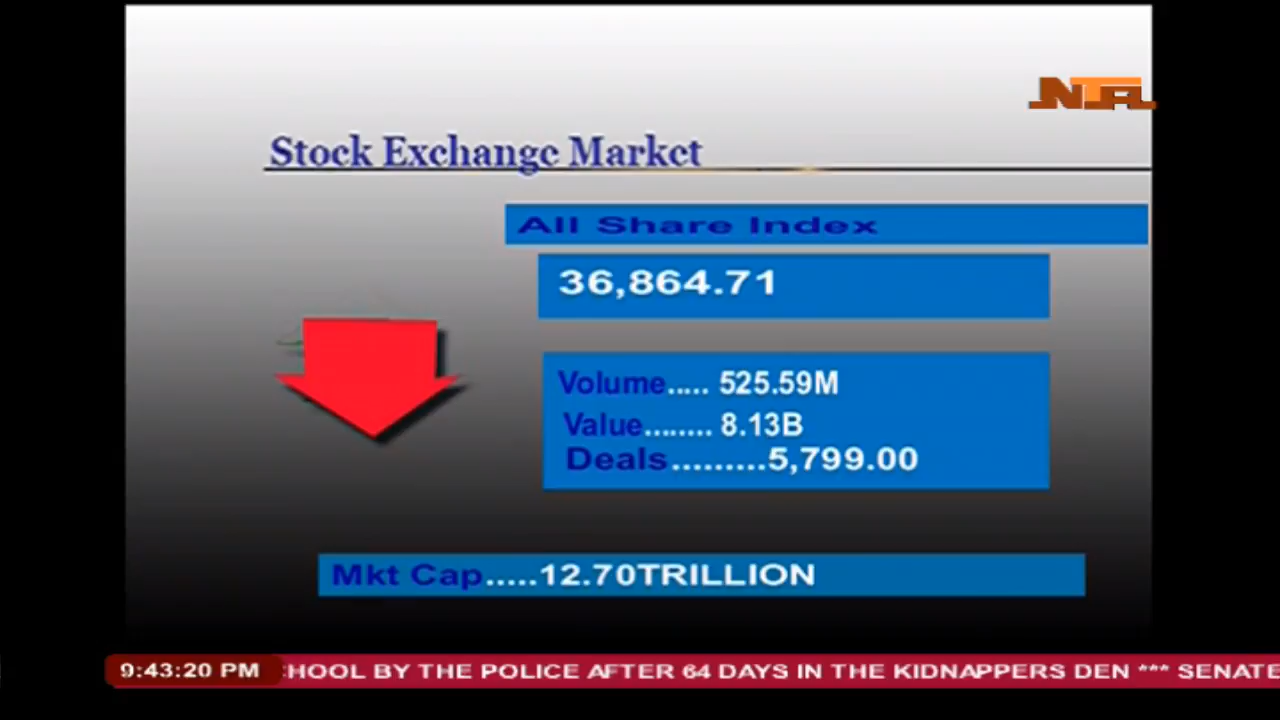 NTA
Stock Exchange Market
All Share Index
36,864.71
Volume..... 525.59M
Value........ 8.13B
Deals.........5,799.00
Mkt Cap.....12.70TRILLION
9:43:20 PM HOOL BY THE POLICE AFTER 64 DAYS IN THE KIDNAPPERS DEN *** SENATE